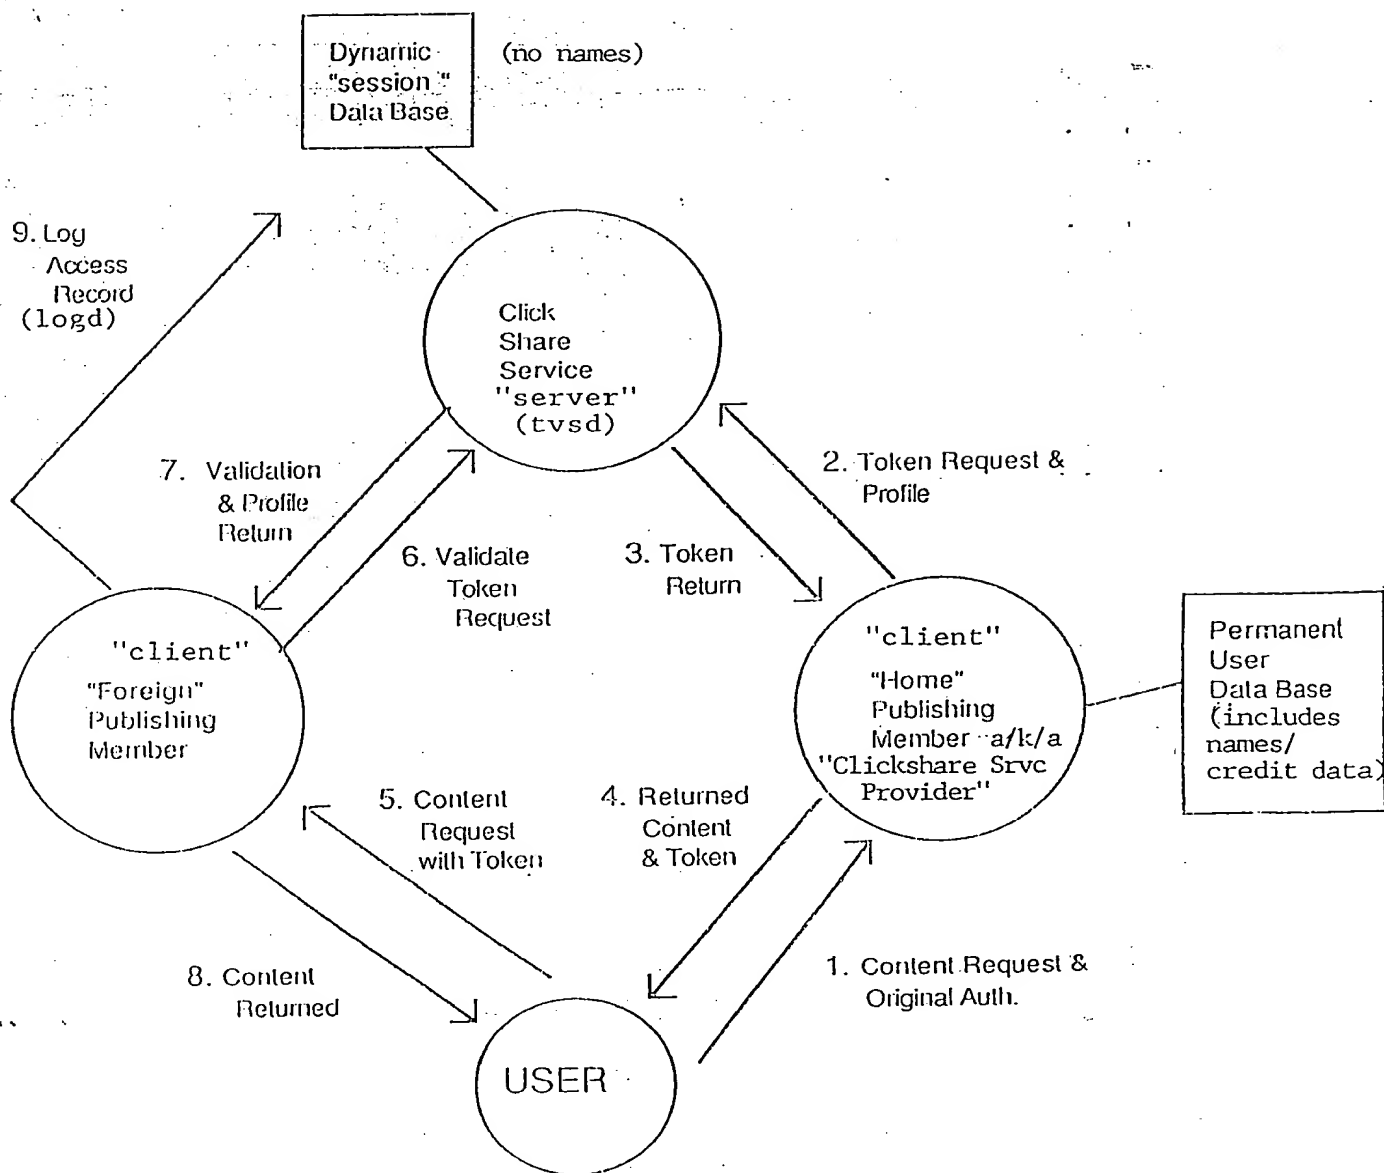 Dynamic
"session "
Data Base
(no names)
9. Log
Access
Record
(logd)
Click
Share
Service
"server"
(tvsd)
7. Validation
& Profile
Return
6. Validate
Token
Request
3. Token
Return
2. Token Request &
Profile
"client"
"Foreign"
Publishing
Member
"client"
"Home"
Publishing
Member a/k/a
"Clickshare Srvc
Provider"
Permanent
User
Data Base
(includes
names/
credit data)
5. Content
Request
with Token
4. Returned
Content
& Token
8. Content
Returned
1. Content Request &
Original Auth.
USER